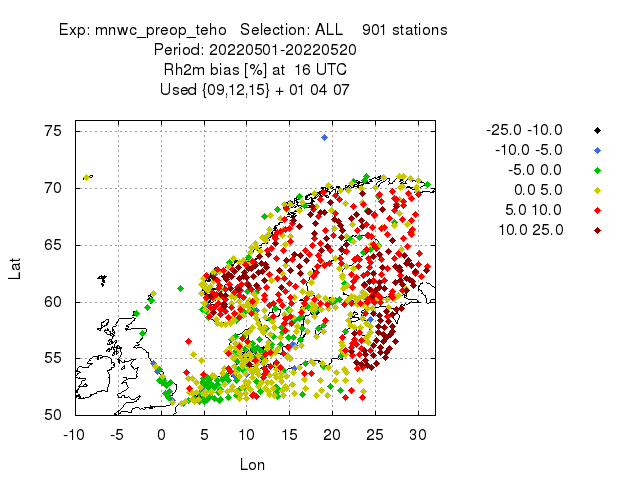 Exp: mnwc_preop_teho   Selection: ALL    901 stations
Period: 20220501-20220520
Rh2m bias [%] at  16 UTC
Used {09,12,15} + 01 04 07
-25.0 -10.0
-10.0 -5.0
-5.0 0.0
0.0 5.0
5.0 10.0
10.0 25.0
75
70
65
60
55
50
Lat
-10 -5 0 5 10 15 20 25 30
Lon